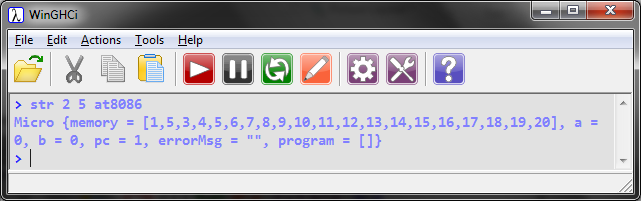 WinGHCi
File Edit Actions Tools Help
> str 2 5 at8086
Micro {memory = [1,5,3,4,5,6,7,8,9,10,11,12,13,14,15,16,17,18,19,20], a =
0, b = 0, pc = 1, errorMsg = "", program = []}
>